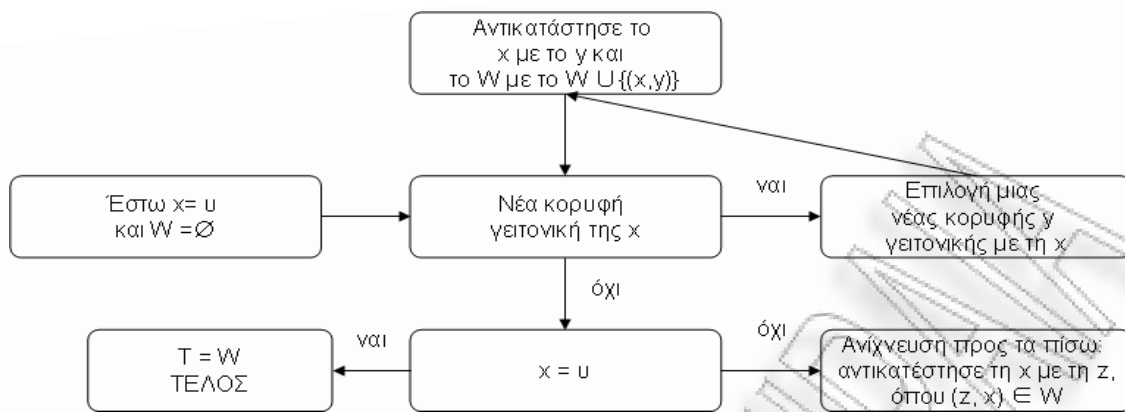 Αντικατάστησε το
x με το y και
το W με το W ∪ {(x,y)}
Έστω x= υ
και W =∅
Νέα κορυφή
γειτονική της x
ναι
Επιλογή μιας
νέας κορυφής y
γειτονικής με τη x
όχι
T = W
ΤΕΛΟΣ
ναι
x = υ
όχι
Ανίχνευση προς τα πίσω:
αντικατέστησε τη x με τη z,
όπου (z, x) ∈ W